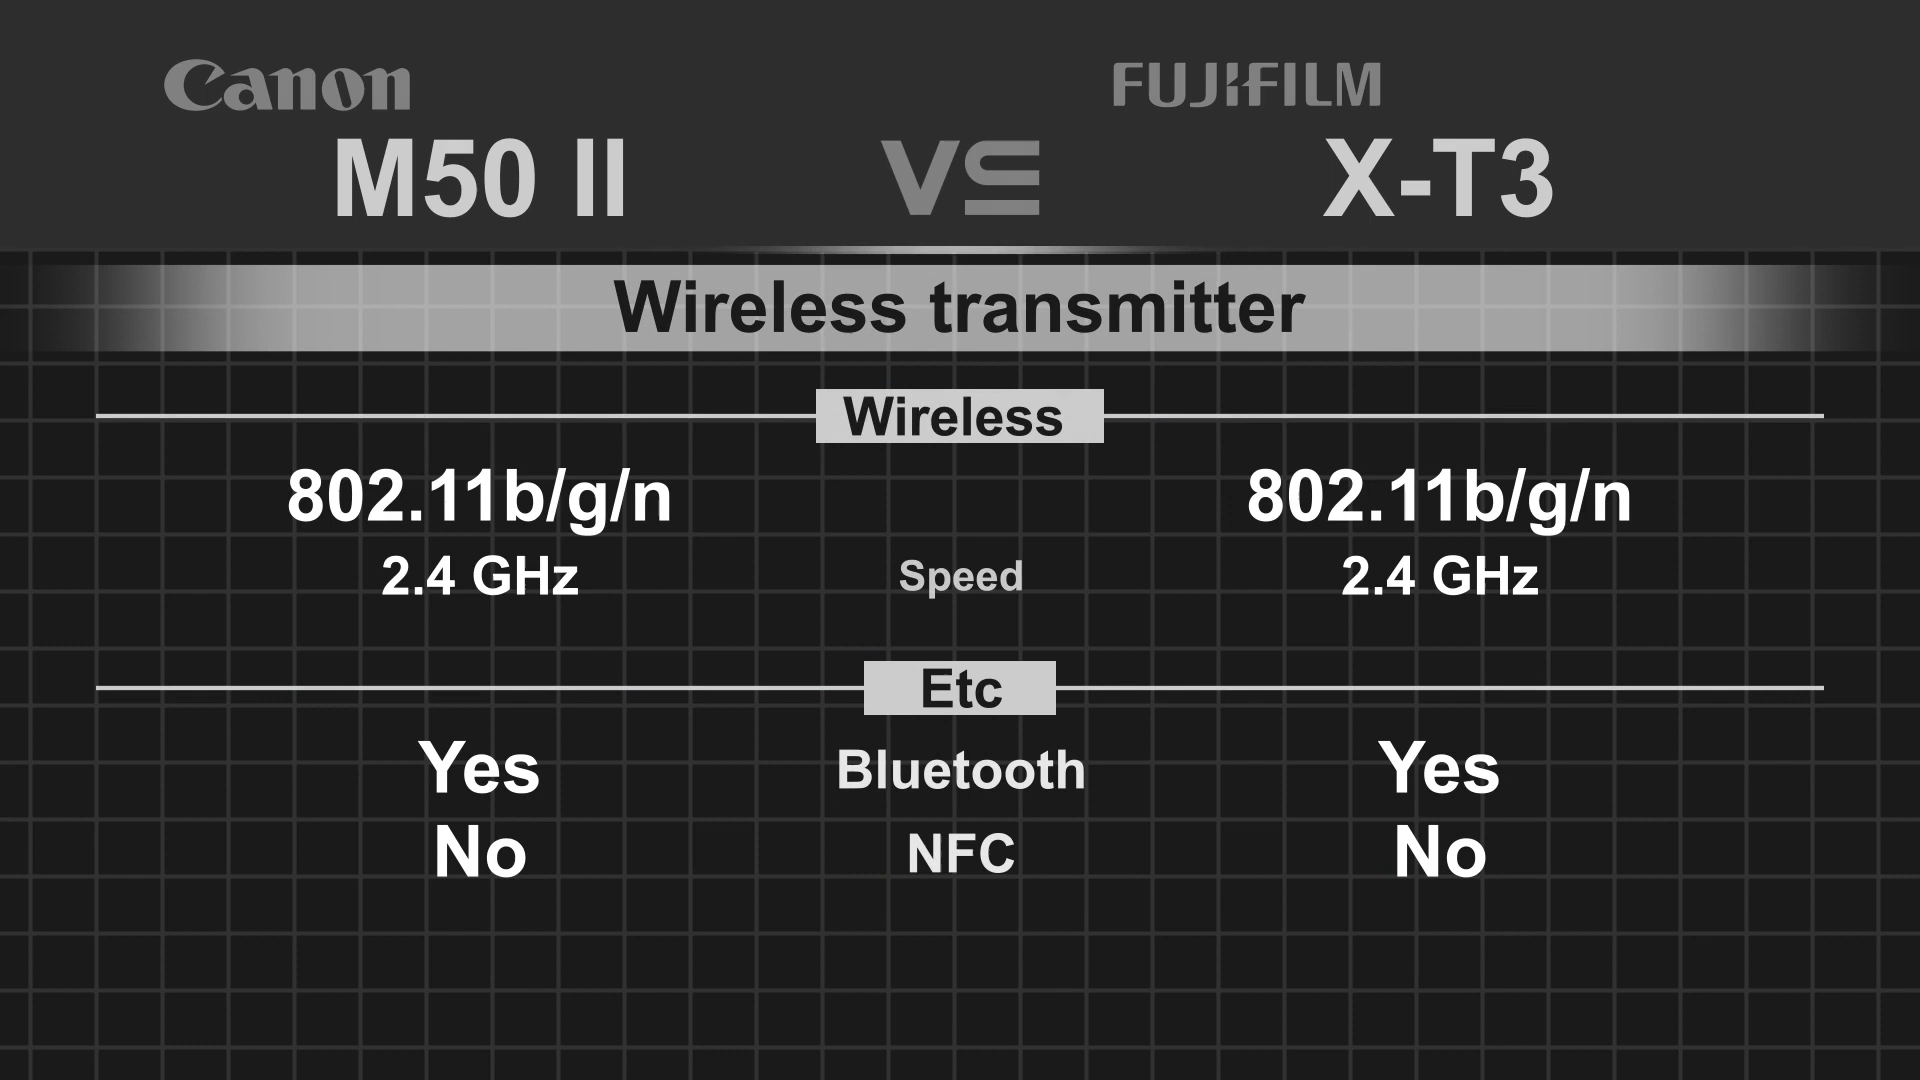 Canon
FUJIFILM
M50 II
VS
X-T3
Wireless transmitter
Wireless
802.11b/g/n
802.11b/g/n
2.4 GHz
Speed
2.4 GHz
Etc
Yes
Bluetooth
Yes
No
NFC
No